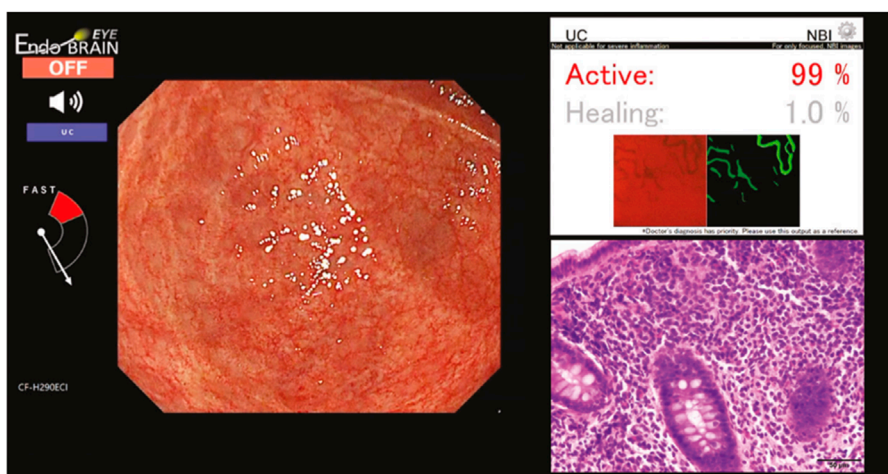 EndoBRAIN EYE
OFF
UC
FAST
CF-H290ECI
UC NBI
Not applicable for severe inflammation For only focused, NBI images
Active: 99 %
Healing: 1.0 %
*Doctor's diagnosis has priority. Please use this output as a reference.